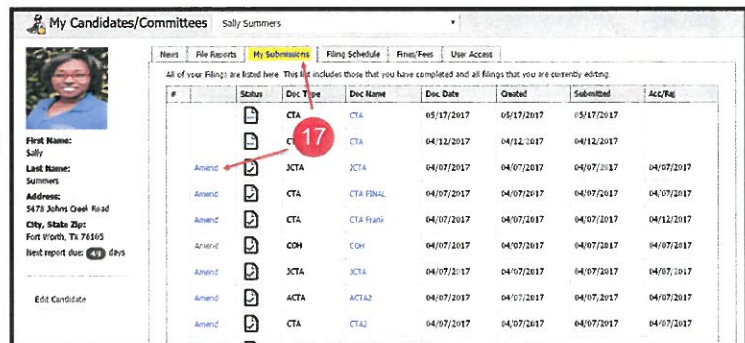 My Candidates/Committees Sally Summers
News File Reports My Submissions Filing Schedule Fines/Fees User Access
All of your Filings are listed here. This list includes those that you have completed and all filings that you are currently editing.
# Status Doc Type Doc Name Doc Date Created Submitted Acc/Rej
CTA CTA 05/17/2017 05/17/2017 05/17/2017
CTA 04/12/2017 04/12/2017 04/12/2017
17
First Name:
Sally
Last Name:
Summers
Address:
5678 Johns Creek Road
City, State Zip:
Fort Worth, TX 76105
Next report due: 49 days
Edit Candidate
Amend JCTA JCTA 04/07/2017 04/07/2017 04/07/2017 04/07/2017
Amend CTA CTA FINAL 04/07/2017 04/07/2017 04/07/2017 04/07/2017
Amend CTA CTA Frank 04/07/2017 04/07/2017 04/07/2017 04/12/2017
Amend COH COH 04/07/2017 04/07/2017 04/07/2017 04/07/2017
Amend JCTA JCTA 04/07/2017 04/07/2017 04/07/2017 04/07/2017
Amend ACTA ACTA2 04/07/2017 04/07/2017 04/07/2017 04/07/2017
Amend CTA CTA2 04/07/2017 04/07/2017 04/07/2017 04/07/2017